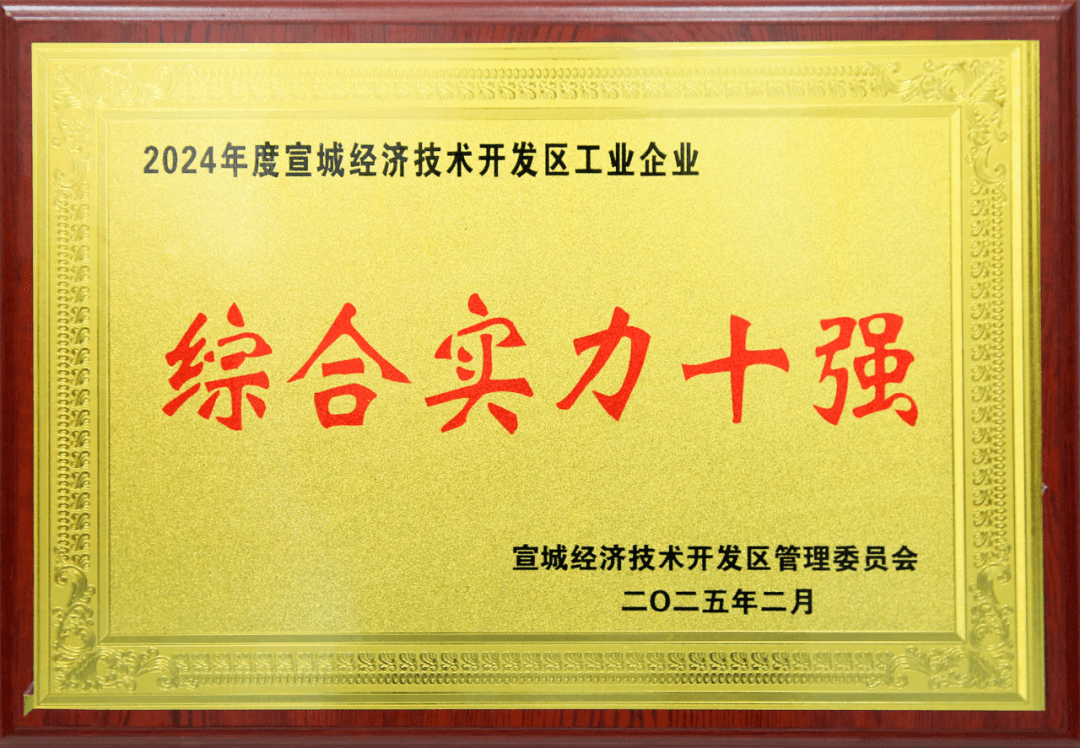 2024年度宣城经济技术开发区工业企业
综合实力十强
宣城经济技术开发区管理委员会
二〇二五年二月